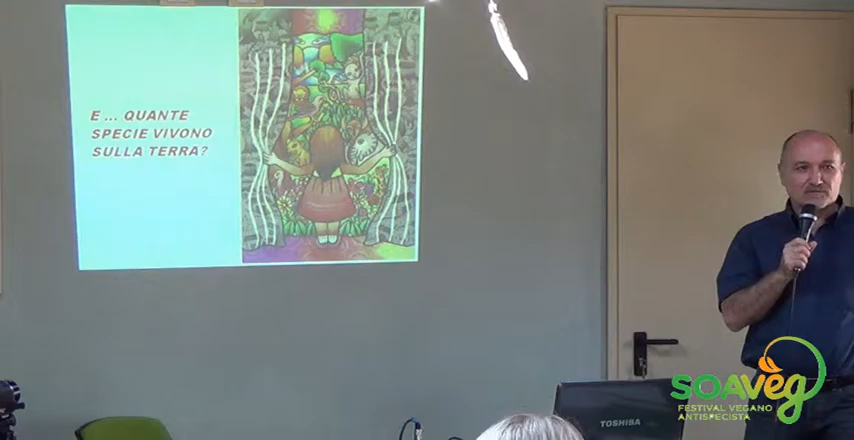 E ... QUANTE
SPECIE VIVONO
SULLA TERRA?
TOSHIBA
SOAVEG
FESTIVAL VEGANO
ANTISPECISTA